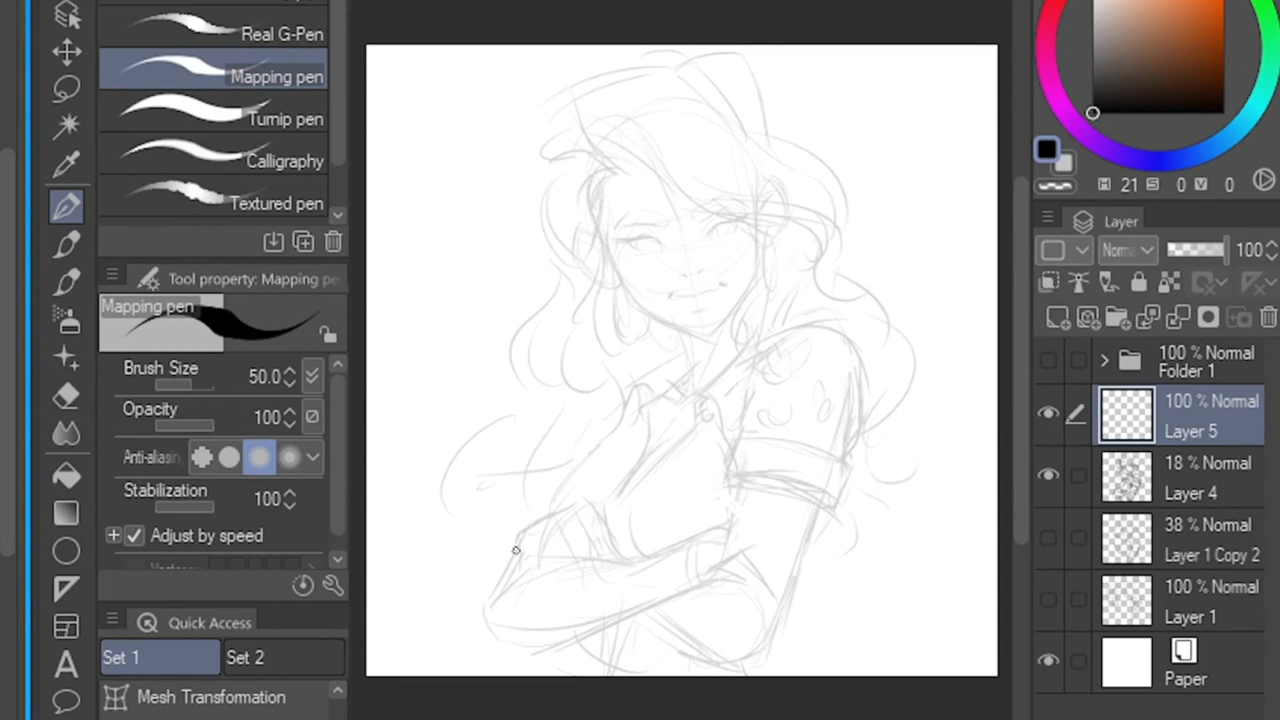 Real G-Pen
Mapping pen
Turnip pen
Calligraphy
Textured pen
Tool property: Mapping pe
Mapping pen
Brush Size
50.0
Opacity
100
Anti-aliasin
Stabilization
100
Adjust by speed
Quick Access
Set 1
Set 2
Mesh Transformation
H 21 S 0 V 0
Layer
Norm
100
100 % Normal
Folder 1
100 % Normal
Layer 5
18 % Normal
Layer 4
38 % Normal
Layer 1 Copy 2
100 % Normal
Layer 1
Paper